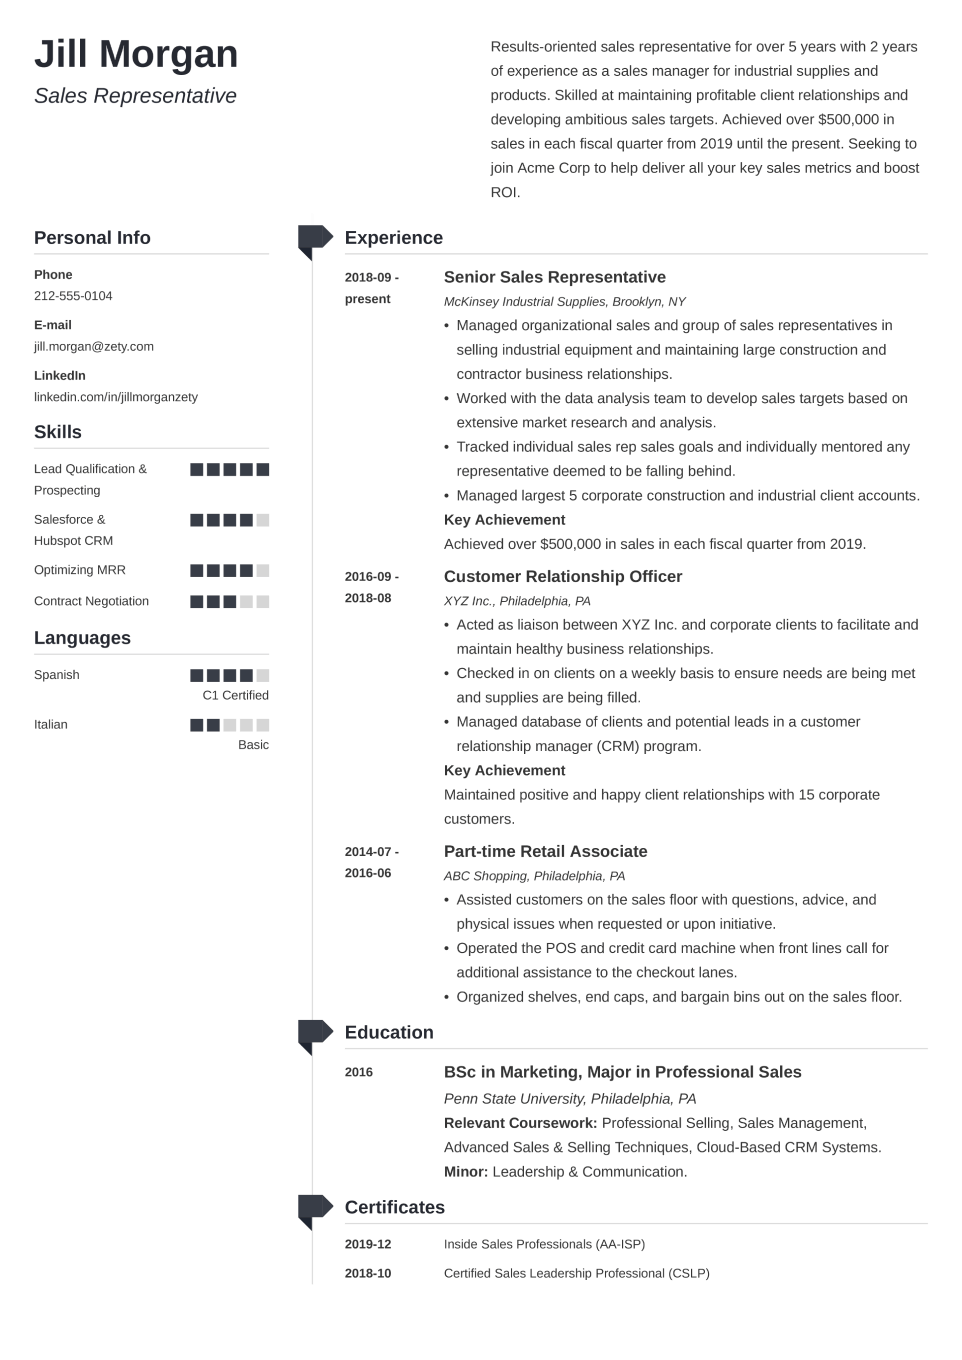 Jill Morgan
Sales Representative
Results-oriented sales representative for over 5 years with 2 years
of experience as a sales manager for industrial supplies and
products. Skilled at maintaining profitable client relationships and
developing ambitious sales targets. Achieved over $500,000 in
sales in each fiscal quarter from 2019 until the present. Seeking to
join Acme Corp to help deliver all your key sales metrics and boost
ROI.
Personal Info
Phone
212-555-0104
E-mail
jill.morgan@zety.com
LinkedIn
linkedin.com/in/jillmorganzety
Skills
Lead Qualification &
Prospecting
Salesforce &
Hubspot CRM
Optimizing MRR
Contract Negotiation
Languages
Spanish
C1 Certified
Italian
Basic
Experience
2018-09 -
present
Senior Sales Representative
McKinsey Industrial Supplies, Brooklyn, NY
• Managed organizational sales and group of sales representatives in
selling industrial equipment and maintaining large construction and
contractor business relationships.
• Worked with the data analysis team to develop sales targets based on
extensive market research and analysis.
• Tracked individual sales rep sales goals and individually mentored any
representative deemed to be falling behind.
• Managed largest 5 corporate construction and industrial client accounts.
Key Achievement
Achieved over $500,000 in sales in each fiscal quarter from 2019.
2016-09 -
2018-08
Customer Relationship Officer
XYZ Inc., Philadelphia, PA
• Acted as liaison between XYZ Inc. and corporate clients to facilitate and
maintain healthy business relationships.
• Checked in on clients on a weekly basis to ensure needs are being met
and supplies are being filled.
• Managed database of clients and potential leads in a customer
relationship manager (CRM) program.
Key Achievement
Maintained positive and happy client relationships with 15 corporate
customers.
2014-07 -
2016-06
Part-time Retail Associate
ABC Shopping, Philadelphia, PA
• Assisted customers on the sales floor with questions, advice, and
physical issues when requested or upon initiative.
• Operated the POS and credit card machine when front lines call for
additional assistance to the checkout lanes.
• Organized shelves, end caps, and bargain bins out on the sales floor.
Education
2016
BSc in Marketing, Major in Professional Sales
Penn State University, Philadelphia, PA
Relevant Coursework: Professional Selling, Sales Management,
Advanced Sales & Selling Techniques, Cloud-Based CRM Systems.
Minor: Leadership & Communication.
Certificates
2019-12 Inside Sales Professionals (AA-ISP)
2018-10 Certified Sales Leadership Professional (CSLP)